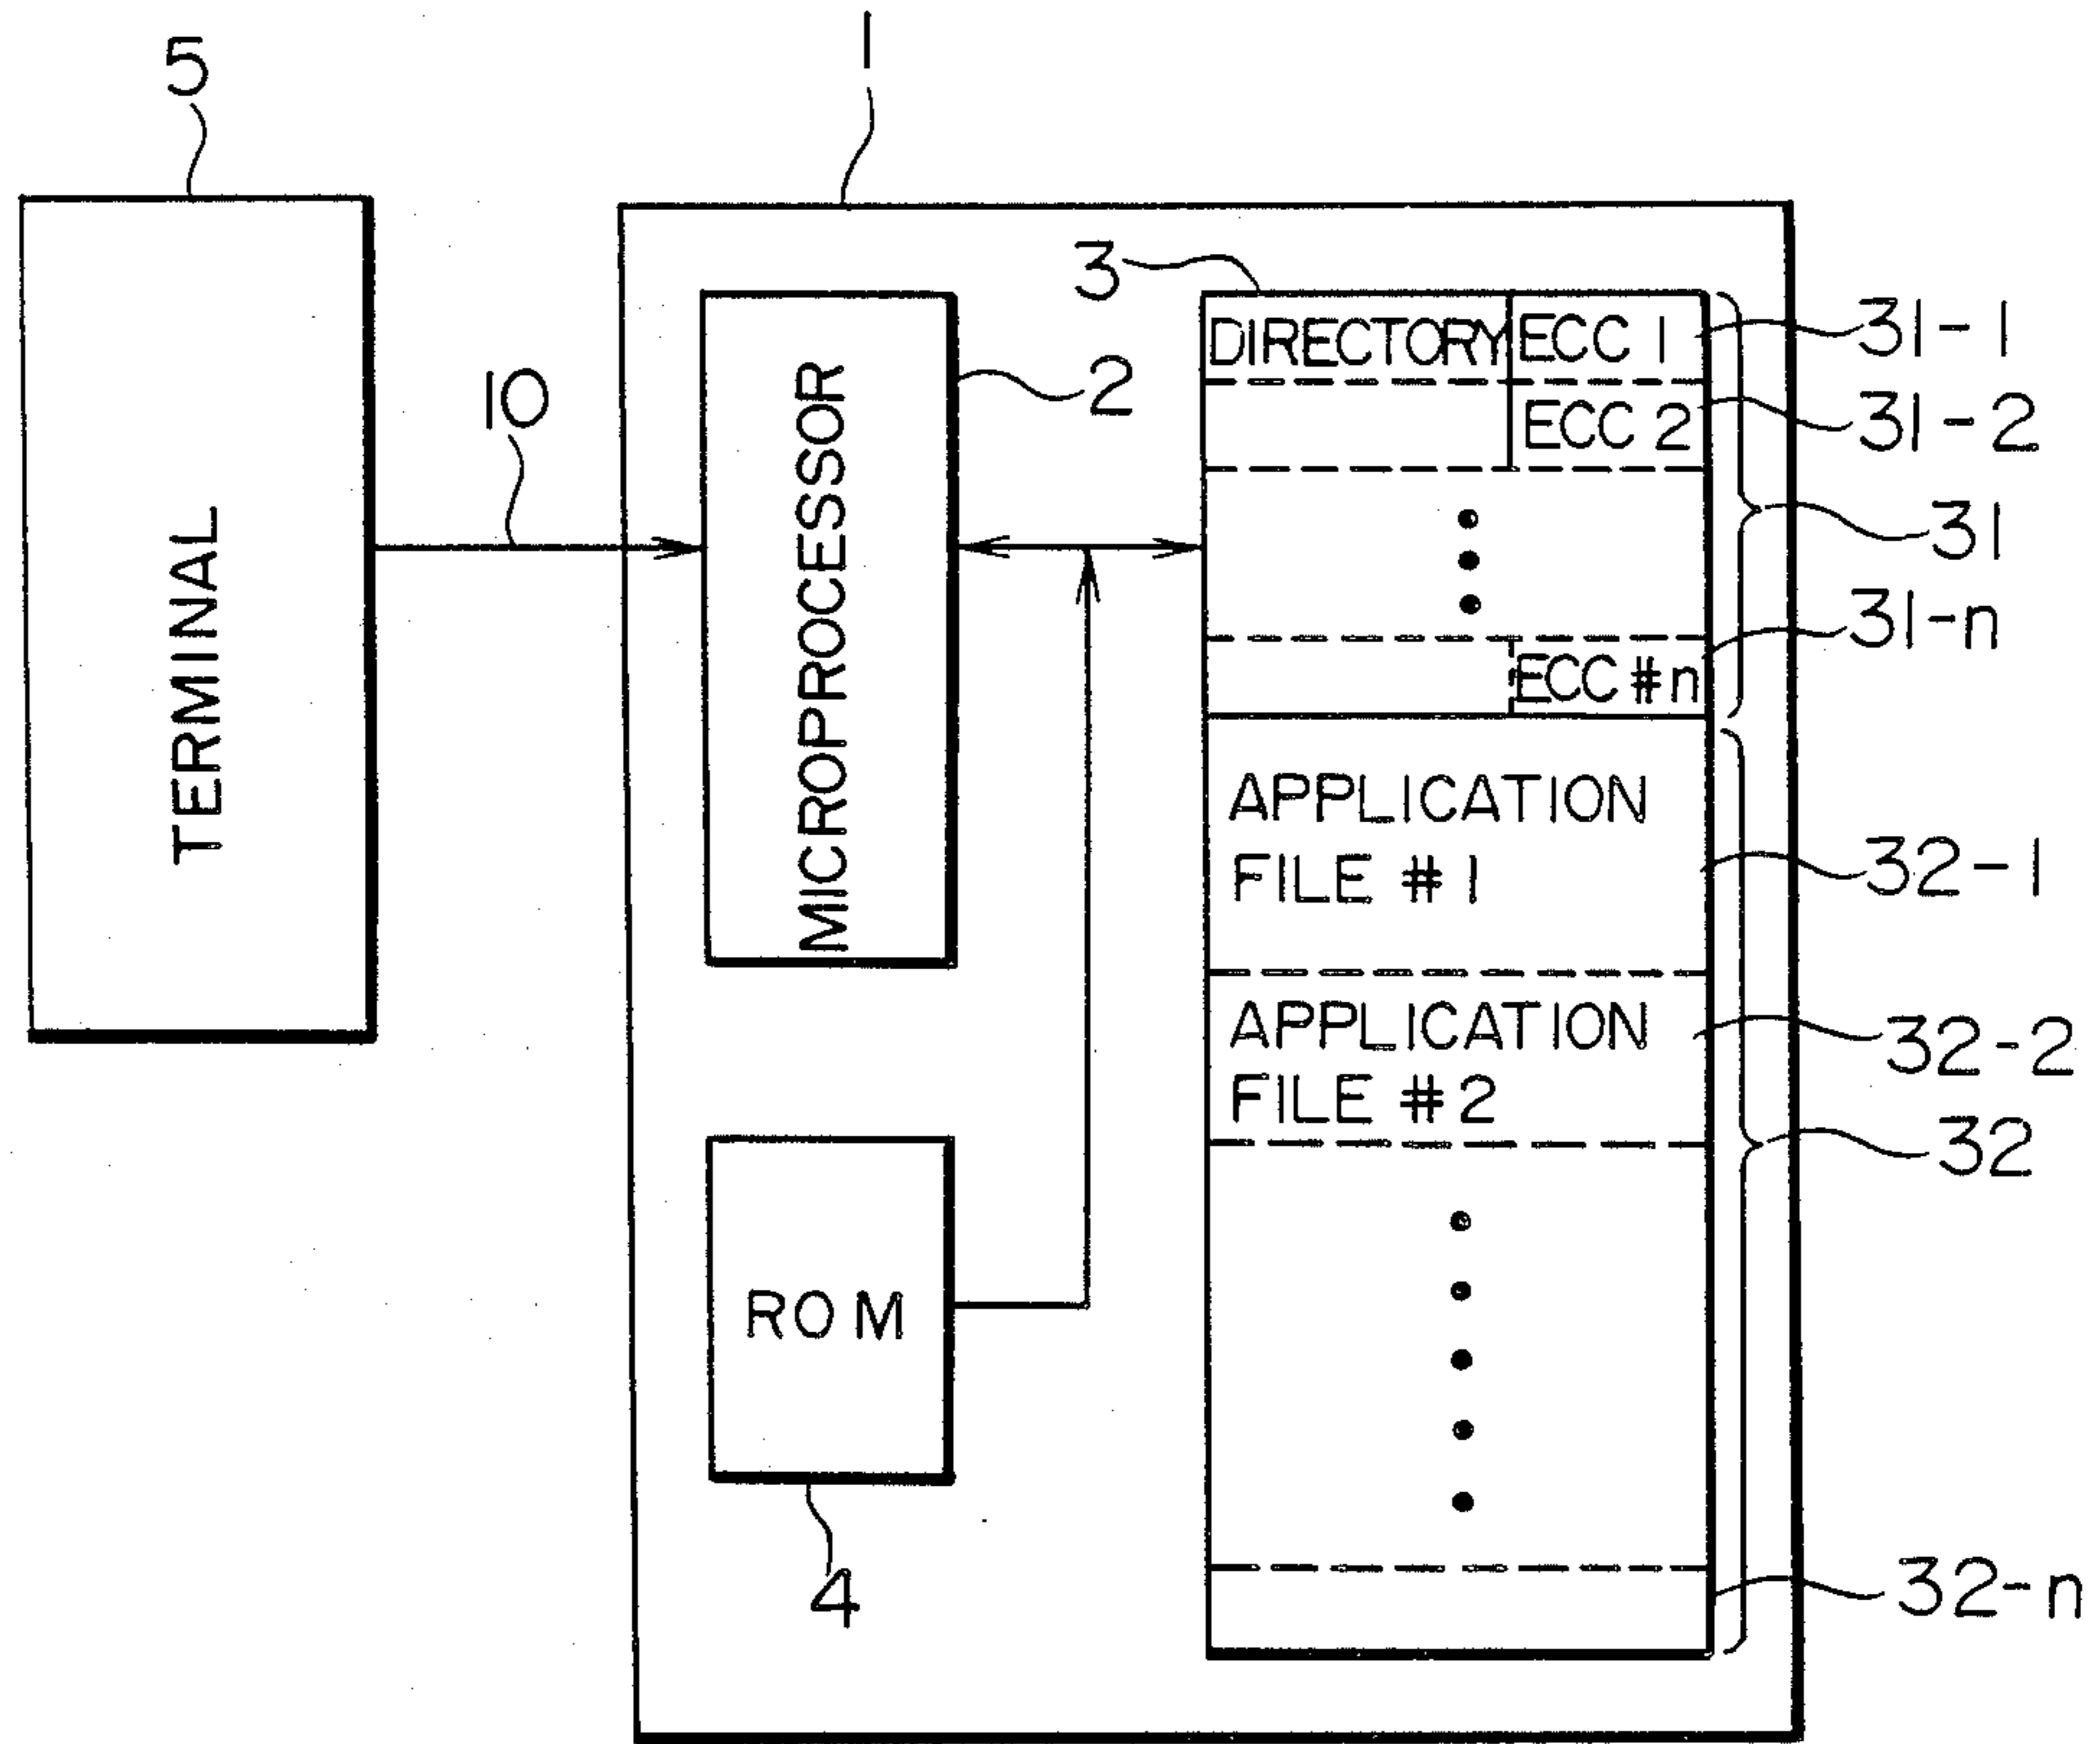 5
1
TERMINAL
10
MICROPROCESSOR
2
3
DIRECTORY ECC 1
31-1
ECC 2
31-2
31
ECC #n
31-n
APPLICATION
FILE #1
32-1
APPLICATION
FILE #2
32-2
32
ROM
4
32-n